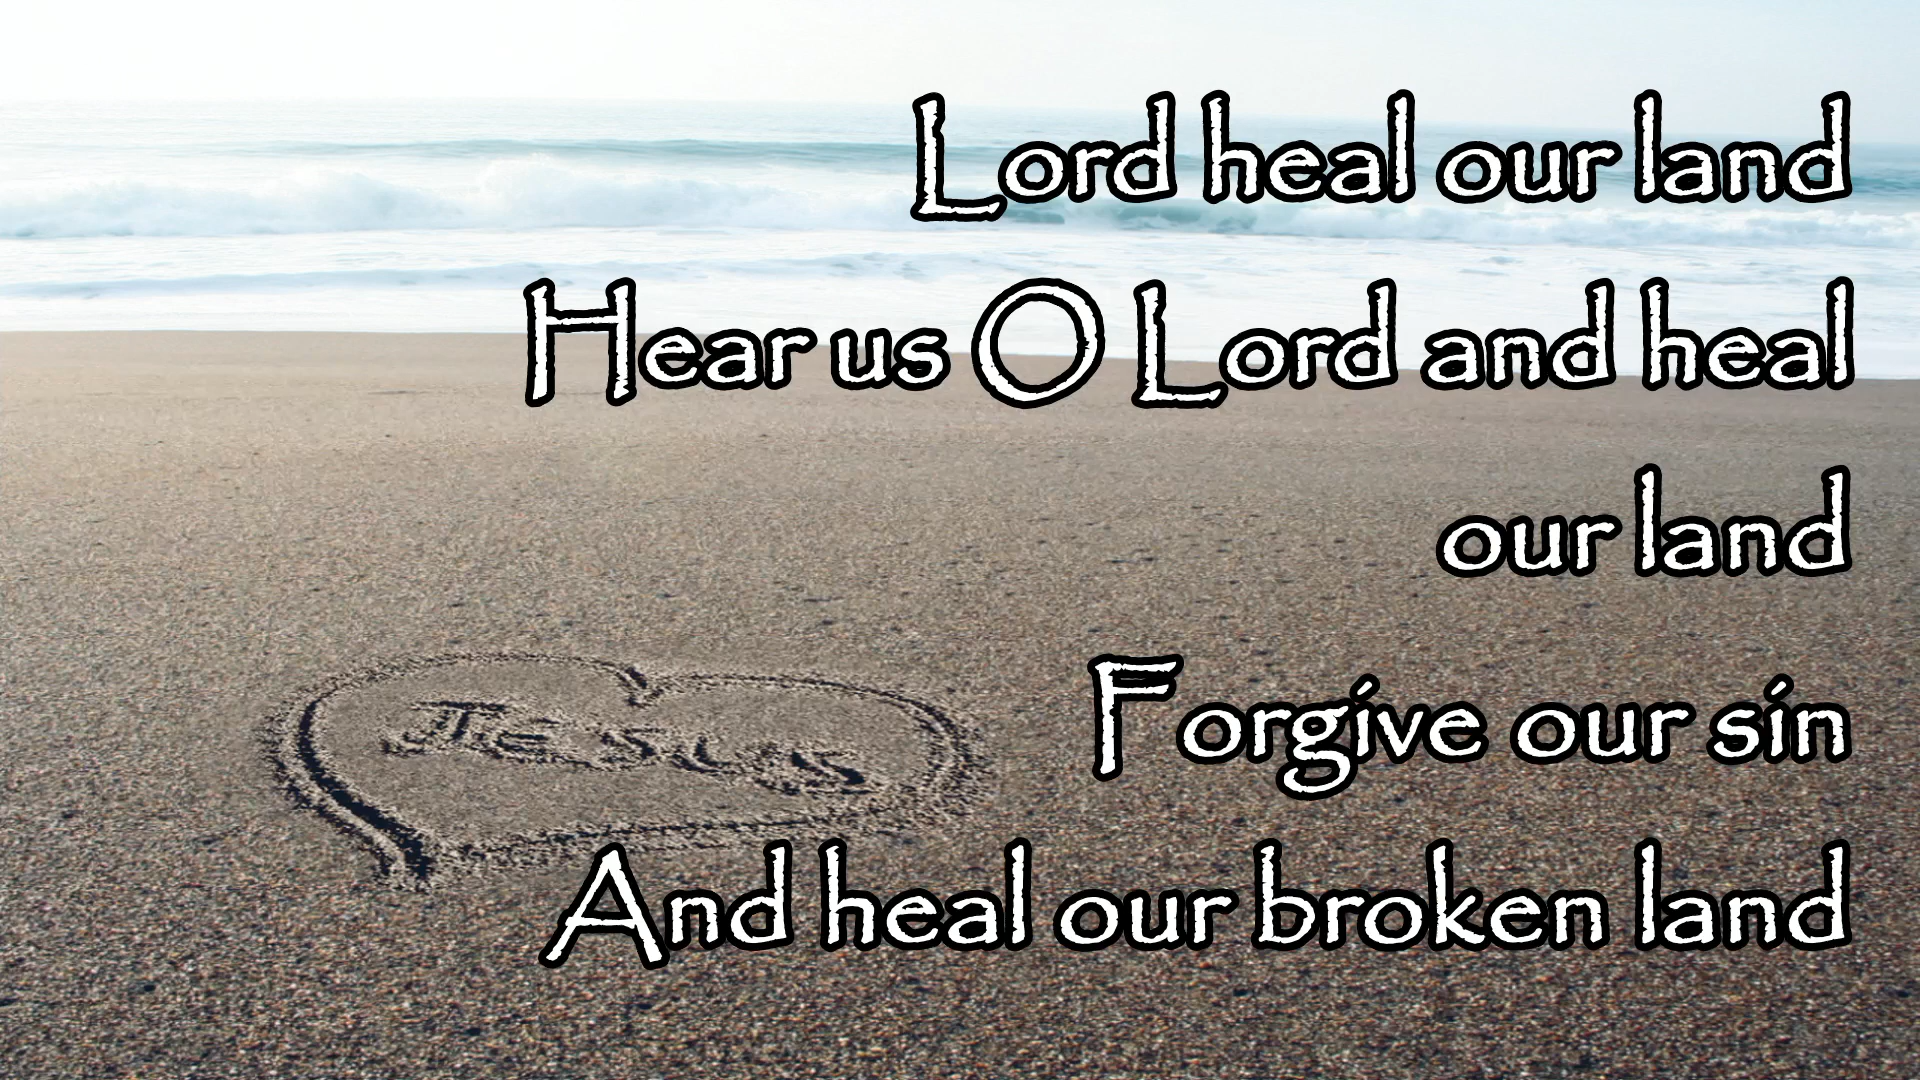 Lord heal our land
Hear us O Lord and heal
our land
Forgive our sin
And heal our broken land
Jesus